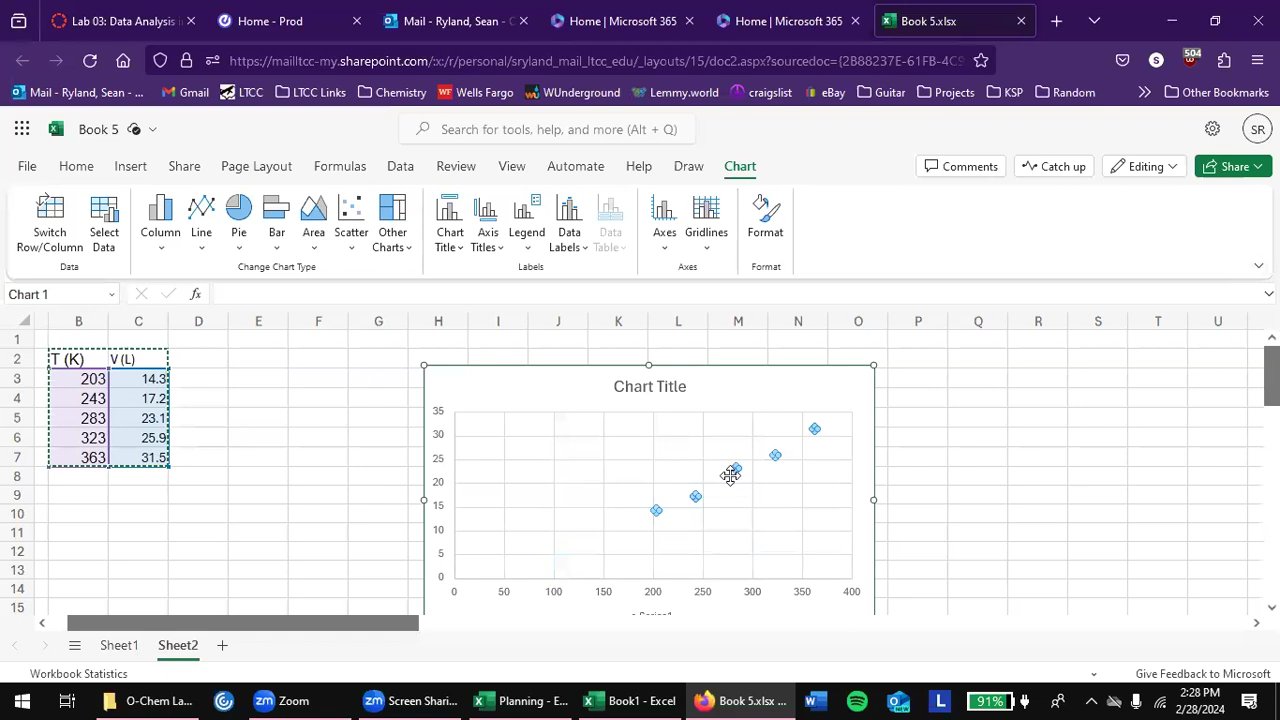 Lab 03: Data Analysis in
Home - Prod
Mail - Ryland, Sean - C
Home | Microsoft 365
Home | Microsoft 365
Book 5.xlsx
https://mailltcc-my.sharepoint.com/:x:/r/personal/sryland_mail_ltcc_edu/_layouts/15/doc2.aspx?sourcedoc={2B88237E-61FB-4C9
504
S
Mail - Ryland, Sean - ...
Gmail
LTCC
LTCC Links
Chemistry
WF Wells Fargo
WUnderground
Lemmy.world
craigslist
eBay
Guitar
Projects
KSP
Random
Other Bookmarks
Book 5
Search for tools, help, and more (Alt + Q)
SR
File Home Insert Share Page Layout Formulas Data Review View Automate Help Draw Chart
Comments
Catch up
Editing
Share
Switch Row/Column
Select Data
Column
Line
Pie
Bar
Area
Scatter
Other Charts
Chart Title
Axis Titles
Legend
Data Labels
Data Table
Axes
Gridlines
Format
Data
Change Chart Type
Labels
Axes
Format
Chart 1
fx
B C D E F G H I J K L M N O P Q R S T U
1
2 T (K) V (L)
3 203 14.3
4 243 17.2
5 283 23.1
6 323 25.9
7 363 31.5
8
9
10
11
12
13
14
15
Chart Title
35
30
25
20
15
10
5
0
0 50 100 150 200 250 300 350 400
Series1
Sheet1
Sheet2
Workbook Statistics
Give Feedback to Microsoft
O-Chem La...
Zoom
Screen Shari...
Planning - E...
Book1 - Excel
Book 5.xlsx ...
91%
2:28 PM
2/28/2024